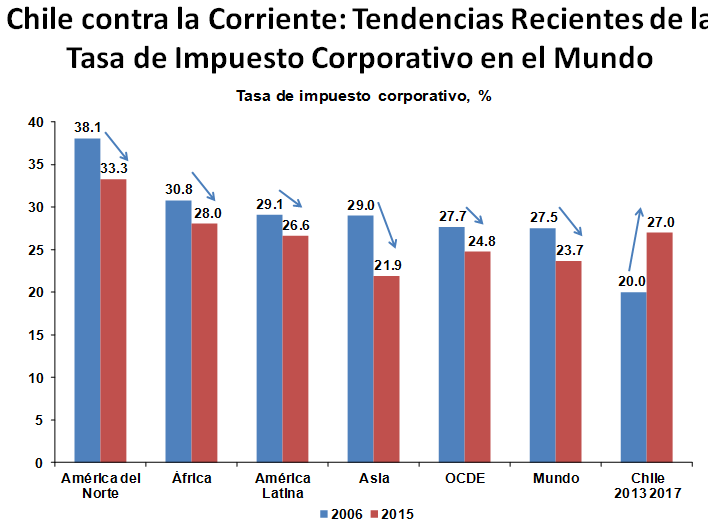 Chile contra la Corriente: Tendencias Recientes de la
Tasa de Impuesto Corporativo en el Mundo
Tasa de impuesto corporativo, %
40
35
30
25
20
15
10
5
0
38.1
33.3
30.8
28.0
29.1
26.6
29.0
21.9
27.7
24.8
27.5
23.7
20.0
27.0
América del
Norte
África
América
Latina
Asia
OCDE
Mundo
Chile
2013 2017
2006
2015